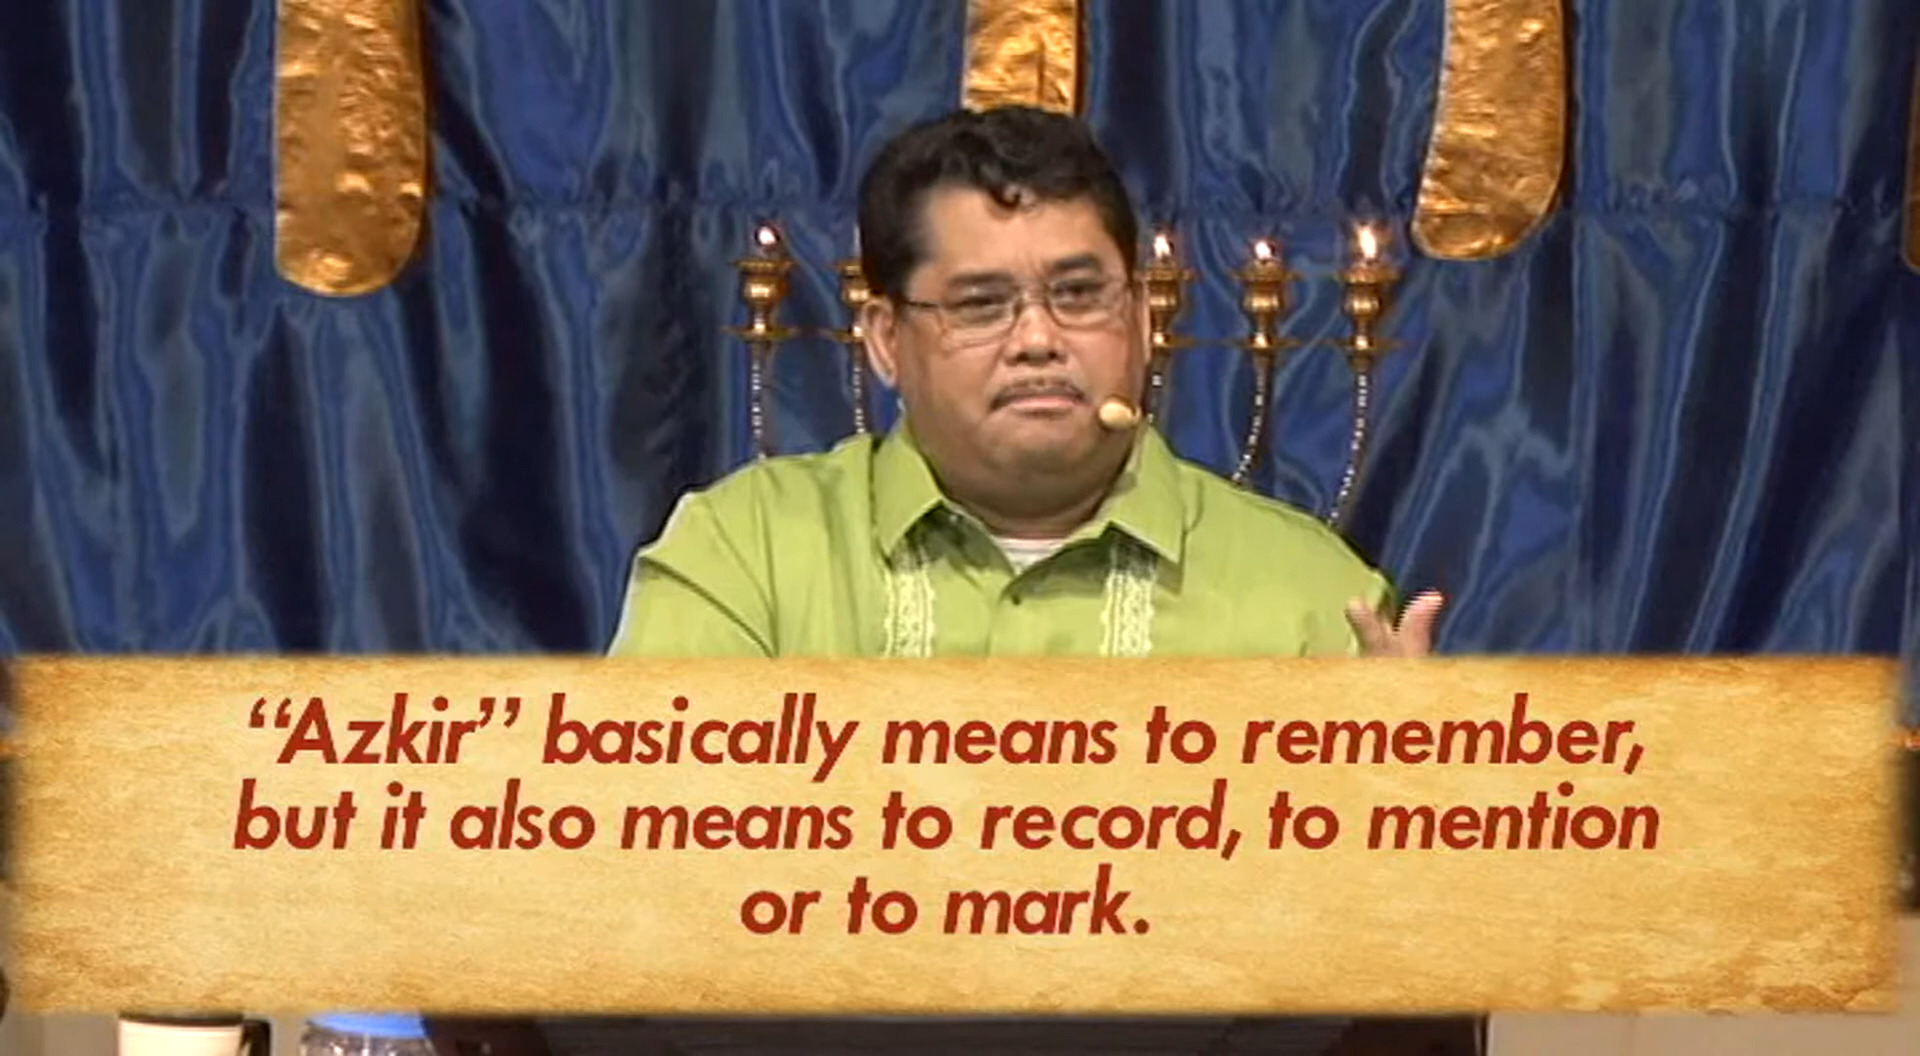 “Azkir” basically means to remember,
but it also means to record, to mention
or to mark.